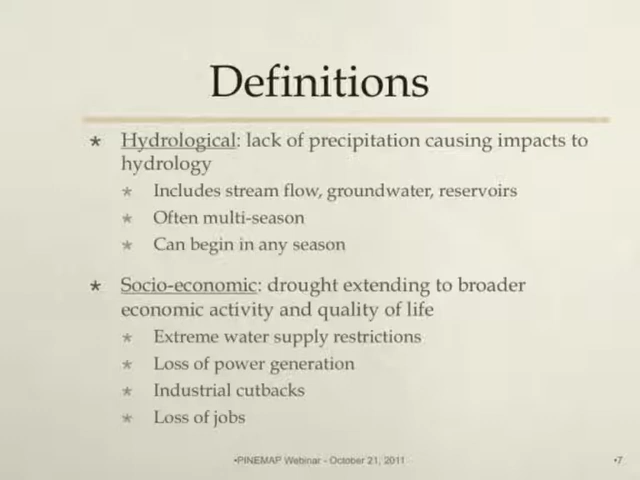 Definitions
* Hydrological: lack of precipitation causing impacts to
hydrology
* Includes stream flow, groundwater, reservoirs
* Often multi-season
* Can begin in any season
* Socio-economic: drought extending to broader
economic activity and quality of life
* Extreme water supply restrictions
* Loss of power generation
* Industrial cutbacks
* Loss of jobs
•PINEMAP Webinar - October 21, 2011
•7